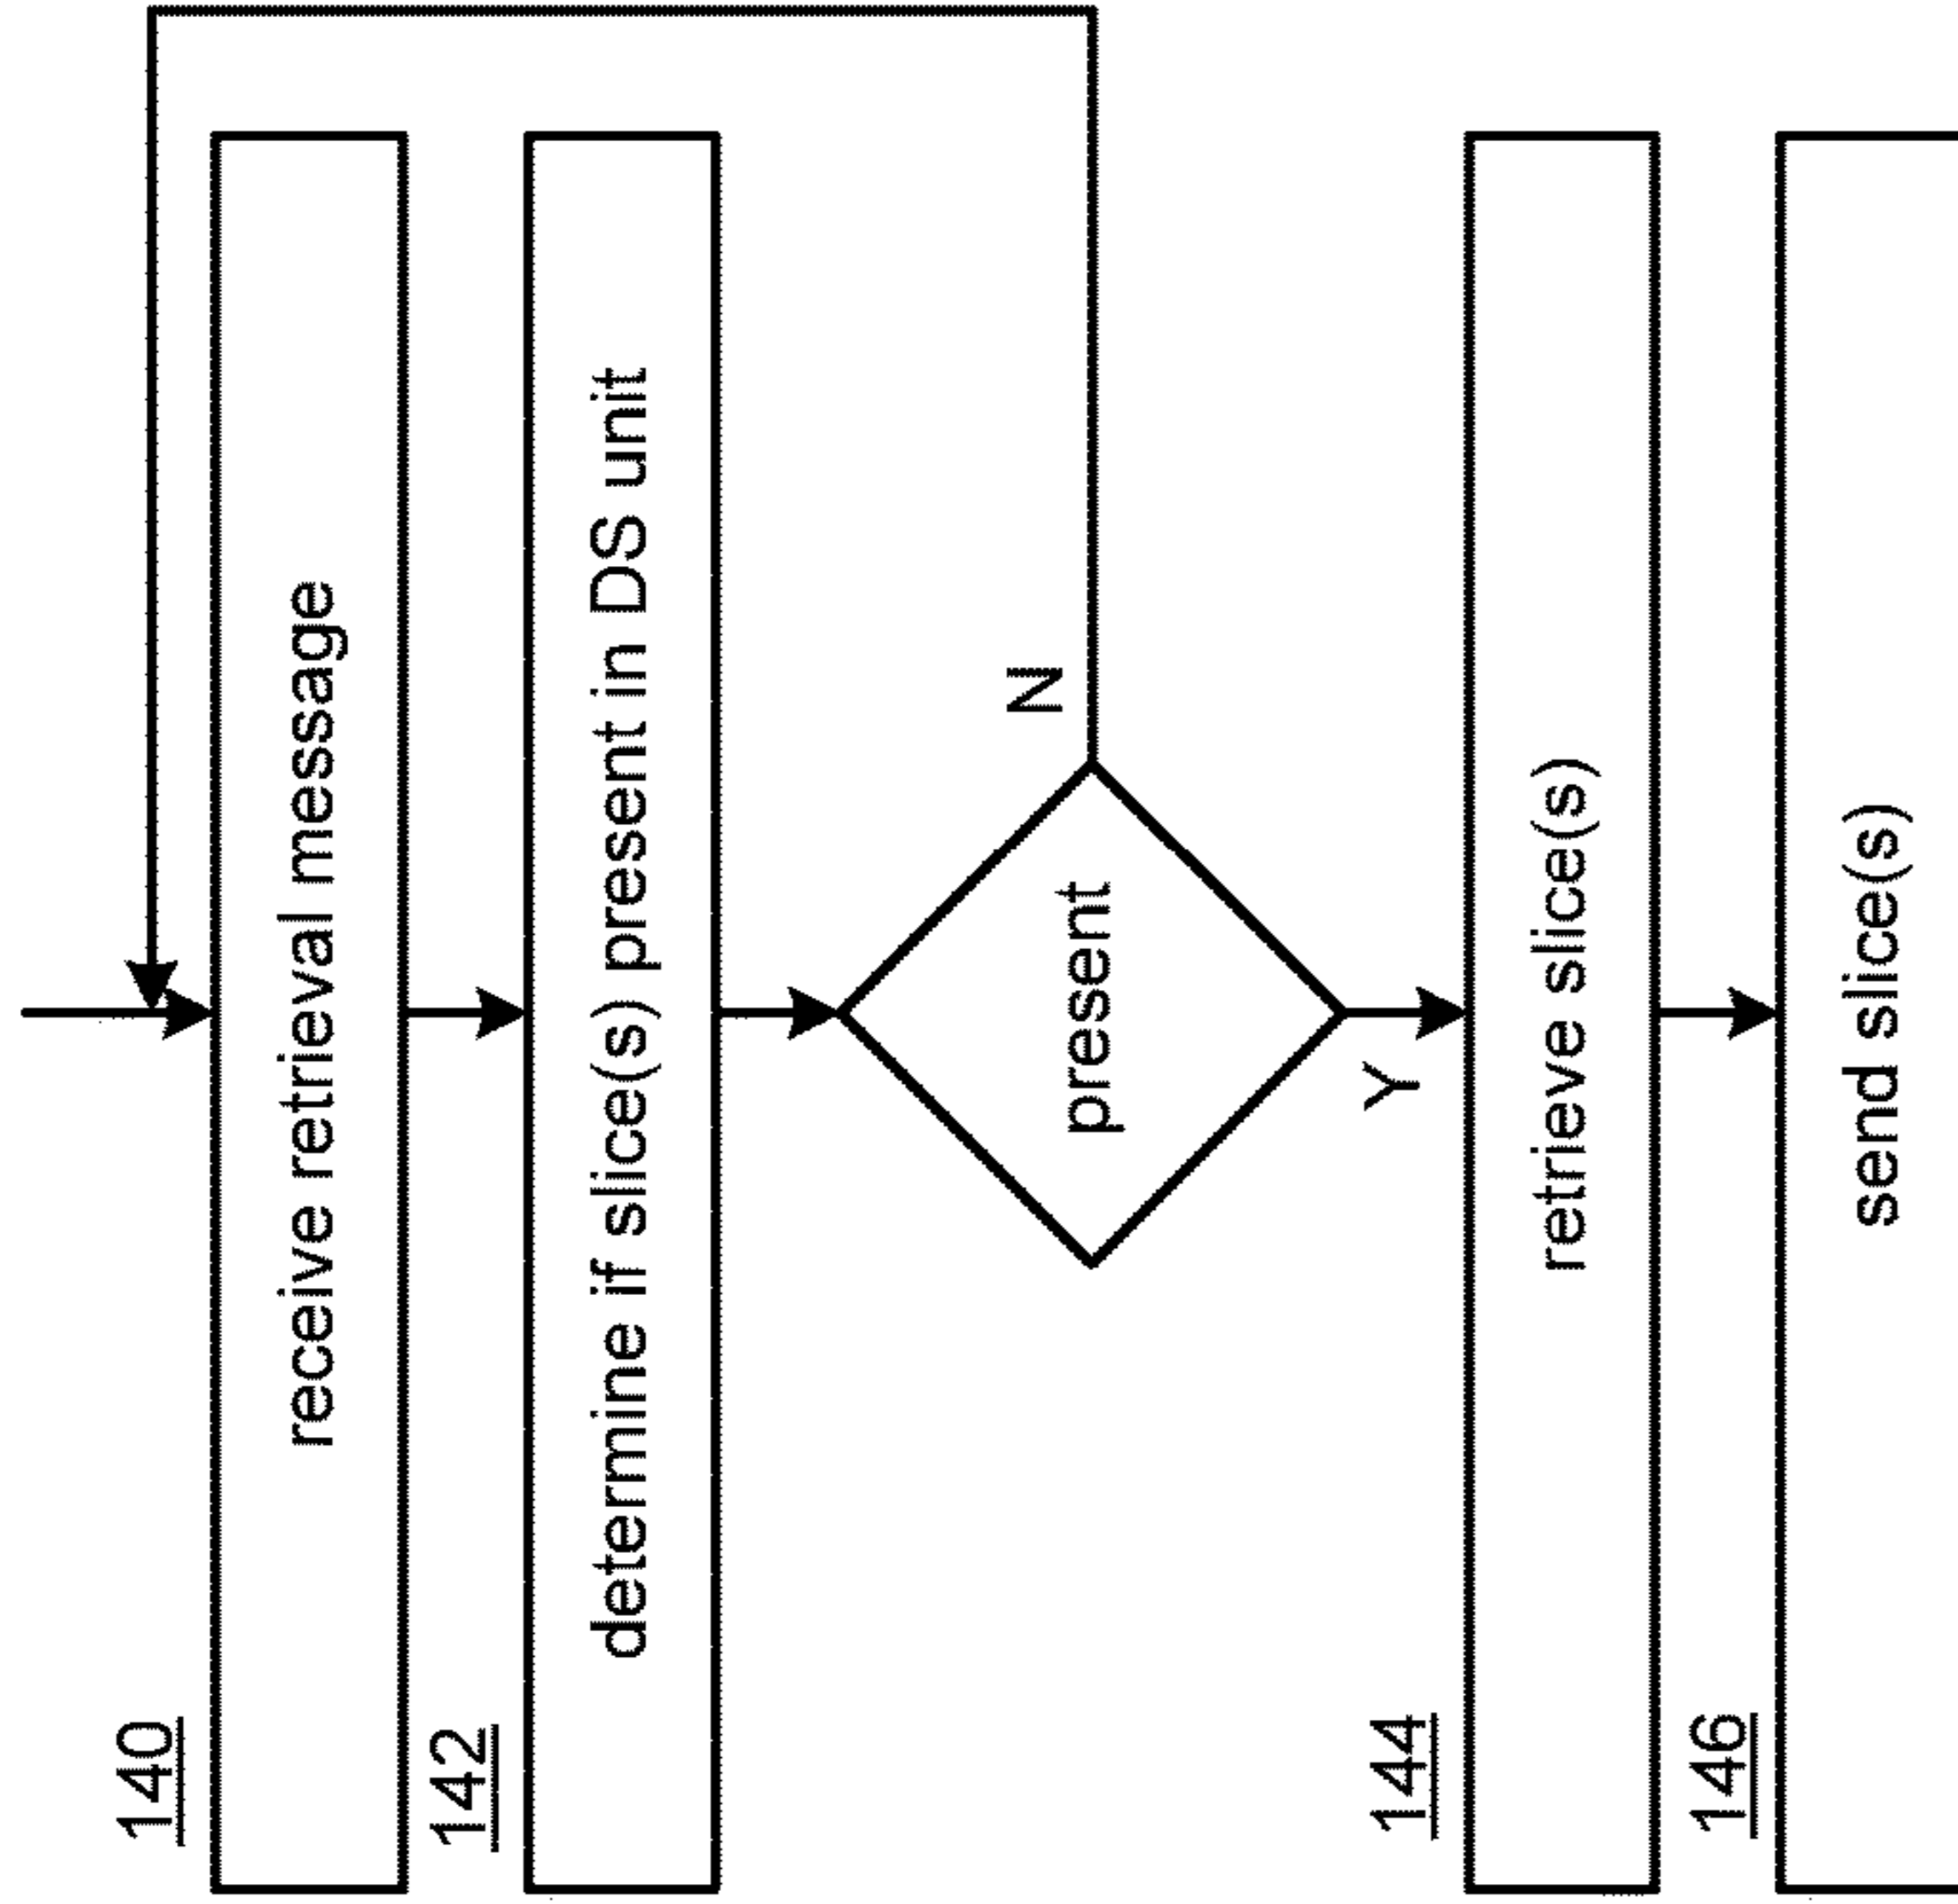 140
receive retrieval message
142
determine if slice(s) present in DS unit
present
N
Y
144
retrieve slice(s)
146
send slice(s)